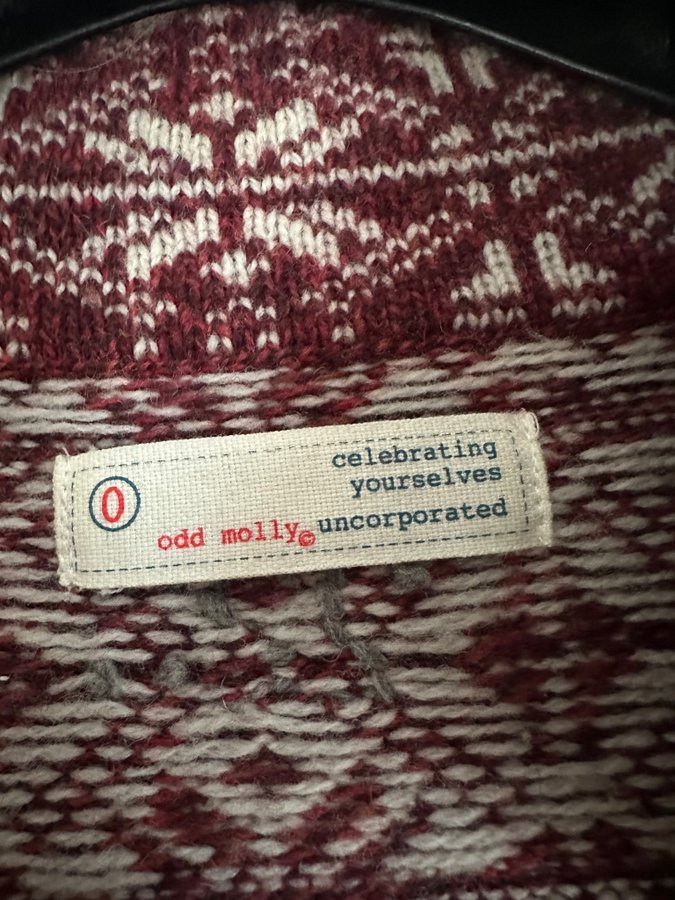 0
celebrating
yourselves
odd molly© uncorporated